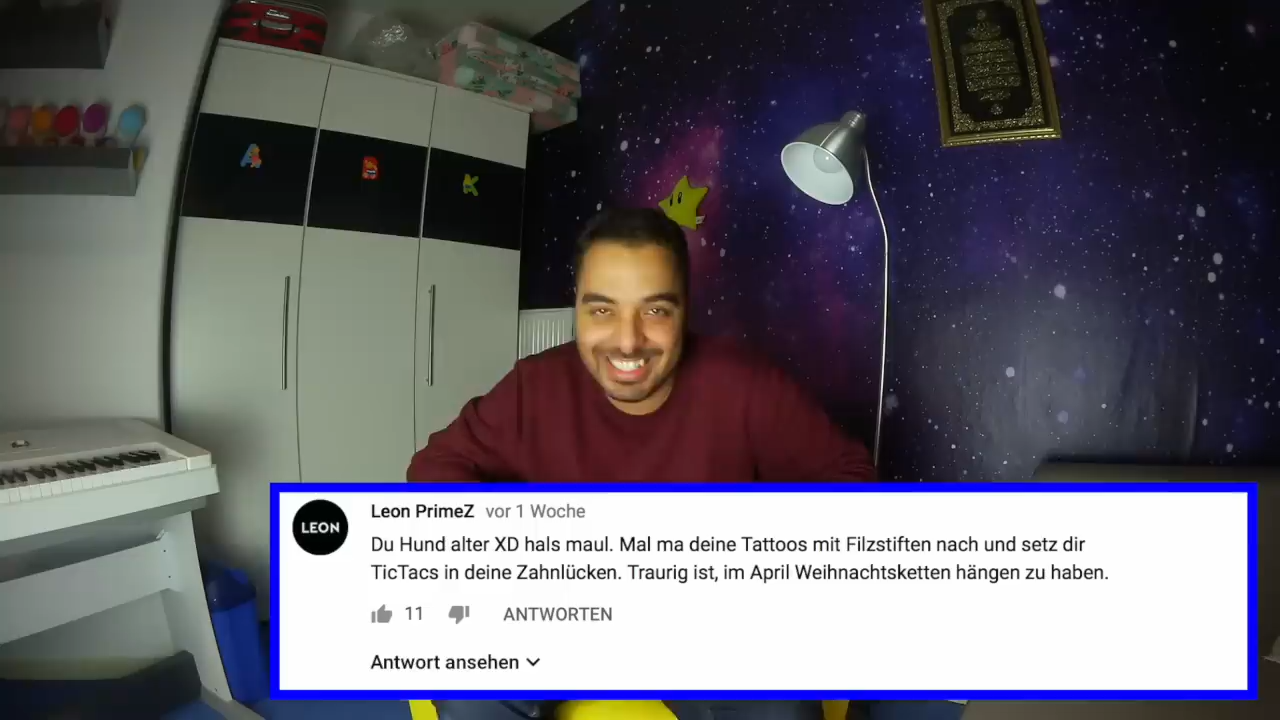 A
K
LEON
Leon PrimeZ vor 1 Woche
Du Hund alter XD hals maul. Mal ma deine Tattoos mit Filzstiften nach und setz dir
TicTacs in deine Zahnlücken. Traurig ist, im April Weihnachtsketten hängen zu haben.
11 ANTWORTEN
Antwort ansehen